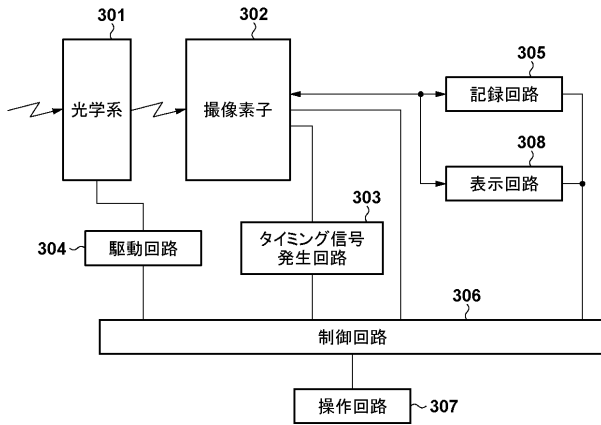 301
302
305
光学系
撮像素子
記録回路
308
表示回路
303
304
駆動回路
タイミング信号
発生回路
306
制御回路
操作回路
307